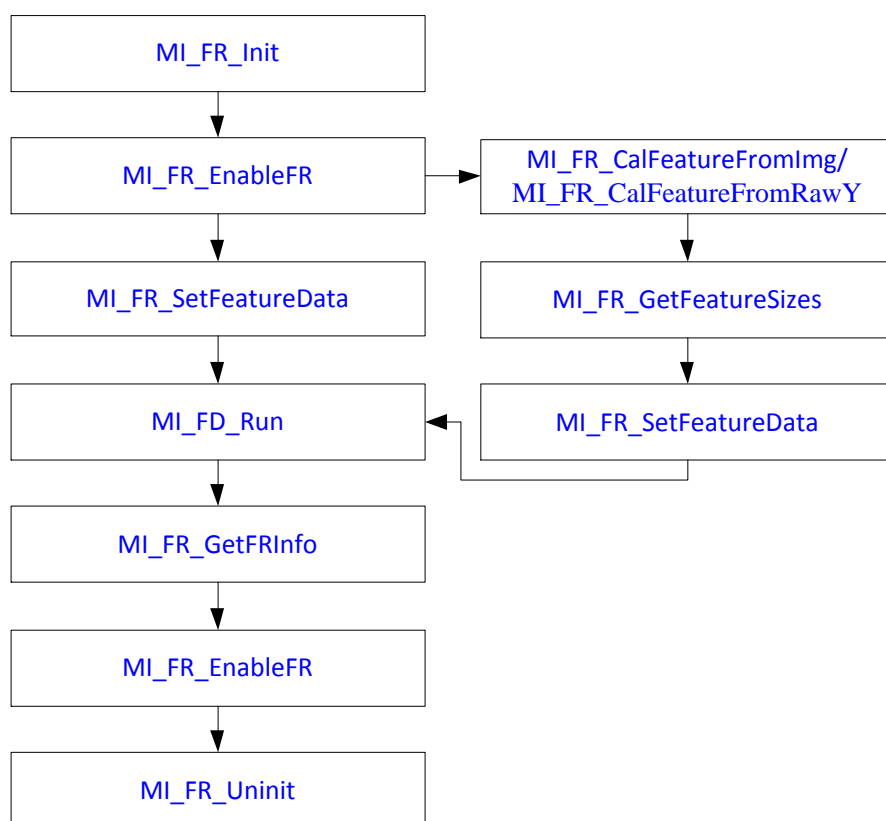 MI_FR_Init
MI_FR_EnableFR
MI_FR_CalFeatureFromImg/
MI_FR_CalFeatureFromRawY
MI_FR_SetFeatureData
MI_FR_GetFeatureSizes
MI_FD_Run
MI_FR_SetFeatureData
MI_FR_GetFRInfo
MI_FR_EnableFR
MI_FR_Uninit